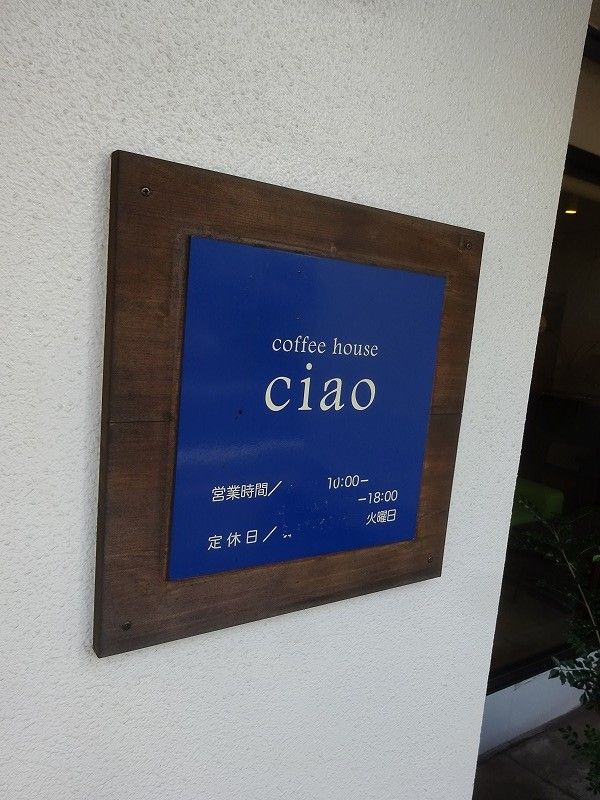 coffee house
ciao
営業時間／ 10:00−
−18:00
定休日／ 火曜日